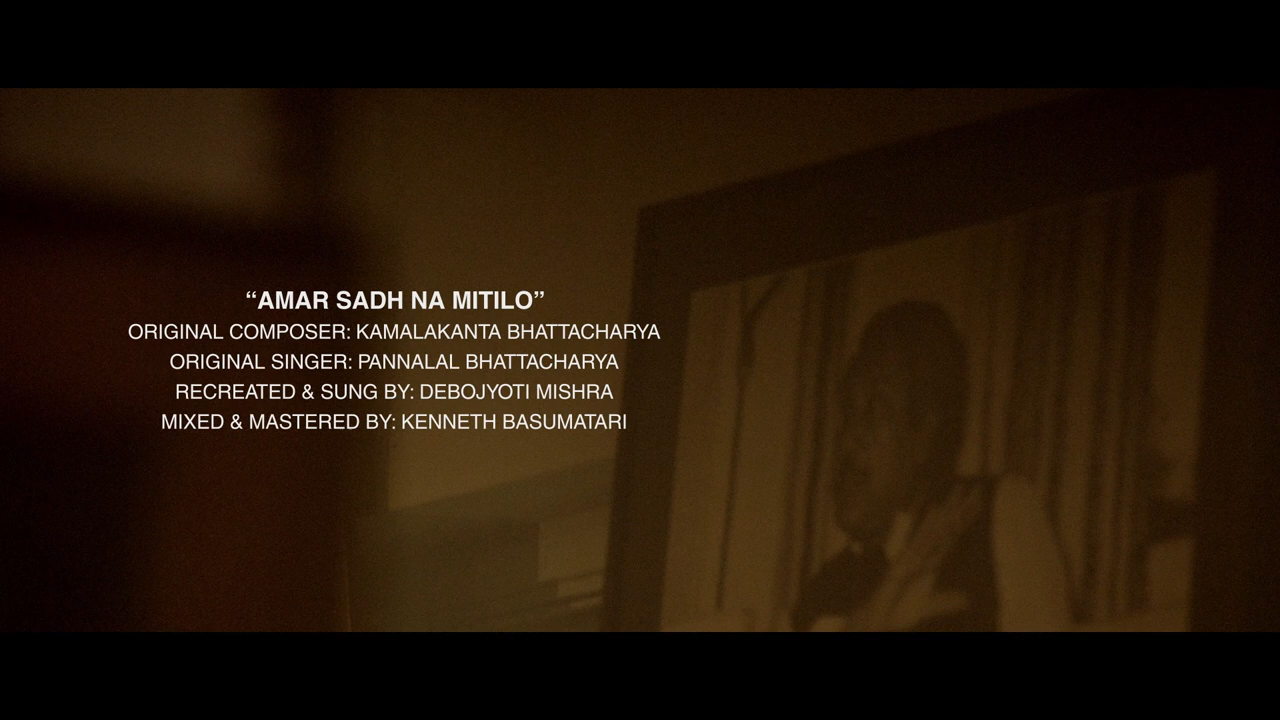 “AMAR SADH NA MITILO”
ORIGINAL COMPOSER: KAMALAKANTA BHATTACHARYA
ORIGINAL SINGER: PANNALAL BHATTACHARYA
RECREATED & SUNG BY: DEBOJYOTI MISHRA
MIXED & MASTERED BY: KENNETH BASUMATARI